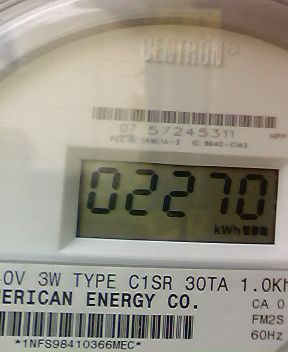 CENTRON®
07 57245311
02270
kWh
0V 3W TYPE C1SR 30TA 1.0Kh
ERICAN ENERGY CO.
CA 0
FM2S
60Hz
*1NFS98410366MEC*